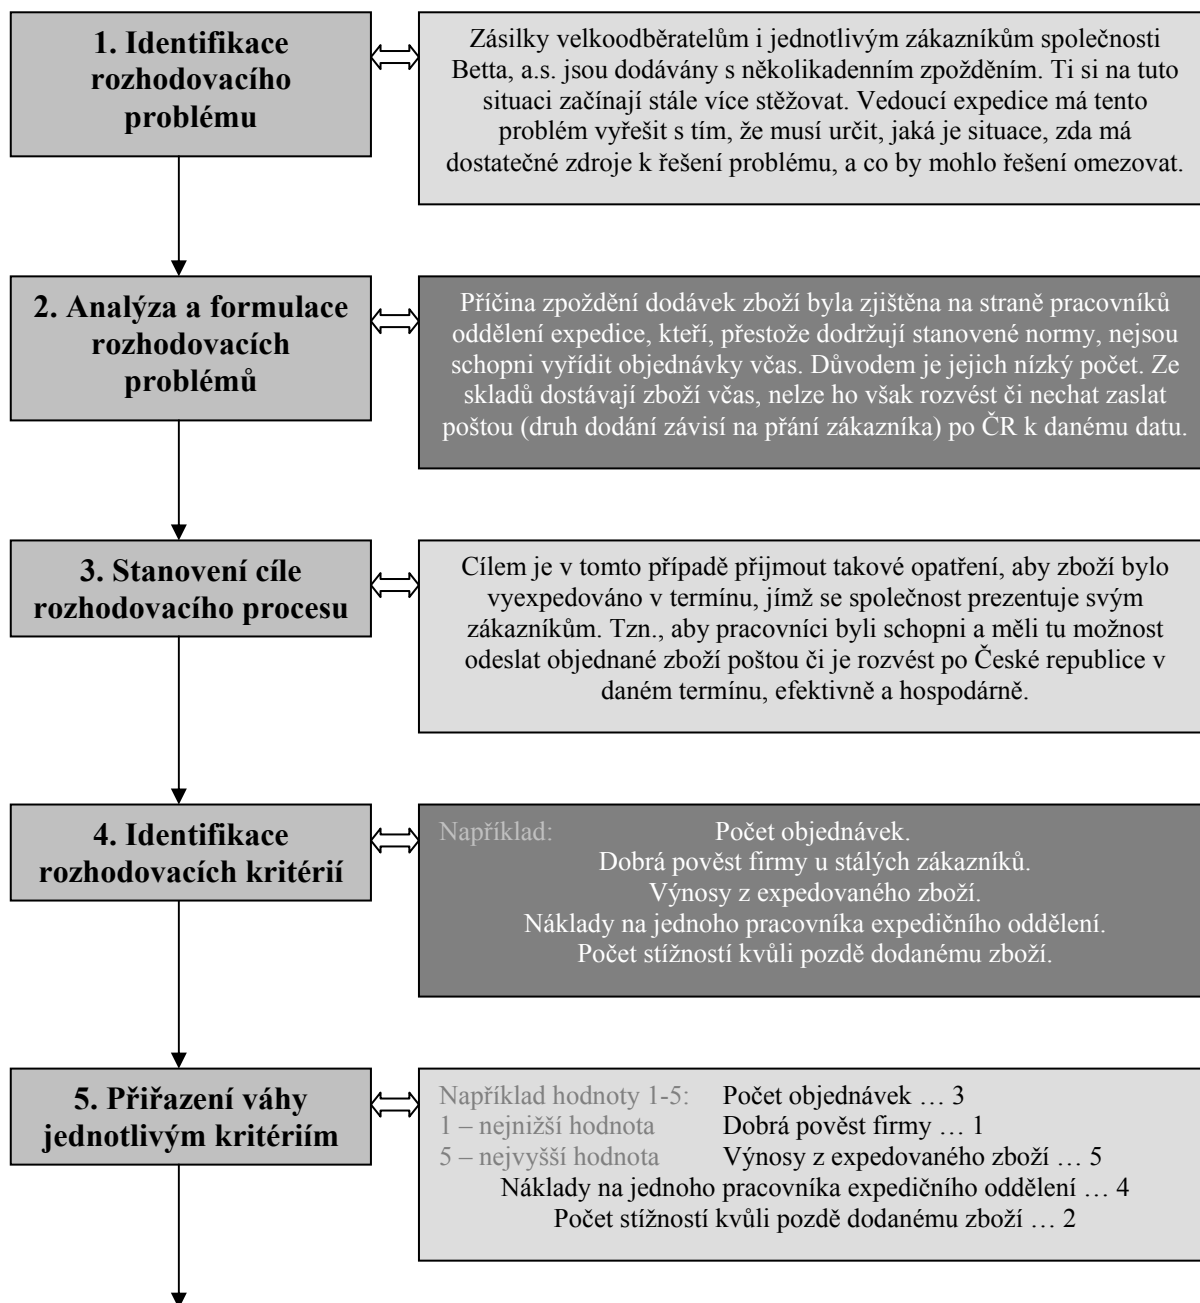 1. Identifikace
rozhodovacího
problému
Zásilky velkoodběratelům i jednotlivým zákazníkům společnosti
Betta, a.s. jsou dodávány s několikadenním zpožděním. Ti si na tuto
situaci začínají stále více stěžovat. Vedoucí expedice má tento
problém vyřešit s tím, že musí určit, jaká je situace, zda má
dostatečné zdroje k řešení problému, a co by mohlo řešení omezovat.
2. Analýza a formulace
rozhodovacích
problémů
Příčina zpoždění dodávek zboží byla zjištěna na straně pracovníků
oddělení expedice, kteří, přestože dodržují stanovené normy, nejsou
schopni vyřídit objednávky včas. Důvodem je jejich nízký počet. Ze
skladů dostávají zboží včas, nelze ho však rozvést či nechat zaslat
poštou (druh dodání závisí na přání zákazníka) po ČR k danému datu.
3. Stanovení cíle
rozhodovacího procesu
Cílem je v tomto případě přijmout takové opatření, aby zboží bylo
vyexpedováno v termínu, jímž se společnost prezentuje svým
zákazníkům. Tzn., aby pracovníci byli schopni a měli tu možnost
odeslat objednané zboží poštou či je rozvést po České republice v
daném termínu, efektivně a hospodárně.
4. Identifikace
rozhodovacích kritérií
Například: Počet objednávek.
Dobrá pověst firmy u stálých zákazníků.
Výnosy z expedovaného zboží.
Náklady na jednoho pracovníka expedičního oddělení.
Počet stížností kvůli pozdě dodanému zboží.
5. Přiřazení váhy
jednotlivým kritériím
Například hodnoty 1-5: Počet objednávek … 3
1 – nejnižší hodnota Dobrá pověst firmy … 1
5 – nejvyšší hodnota Výnosy z expedovaného zboží … 5
Náklady na jednoho pracovníka expedičního oddělení … 4
Počet stížností kvůli pozdě dodanému zboží … 2